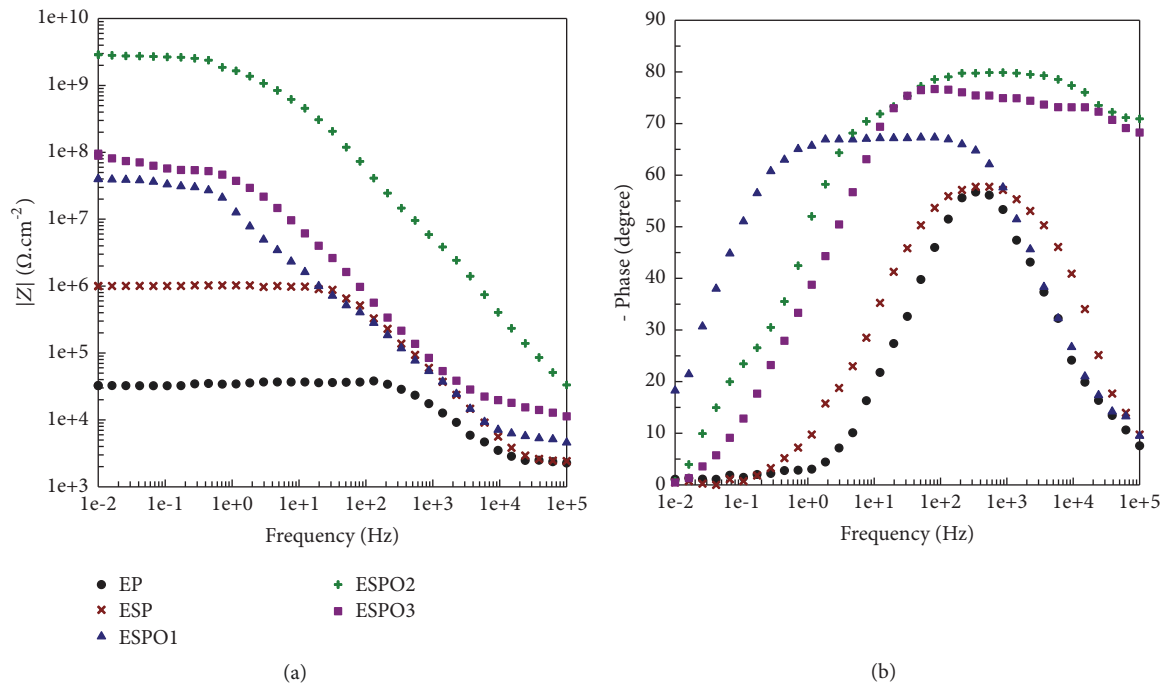 1e+10
1e+9
1e+8
1e+7
1e+6
1e+5
1e+4
1e+3
|Z| (Ω.cm-2)
1e-2 1e-1 1e+0 1e+1 1e+2 1e+3 1e+4 1e+5
Frequency (Hz)
90
80
70
60
50
40
30
20
10
0
- Phase (degree)
1e-2 1e-1 1e+0 1e+1 1e+2 1e+3 1e+4 1e+5
Frequency (Hz)
EP
ESP
ESPO1
ESPO2
ESPO3
(a)
(b)